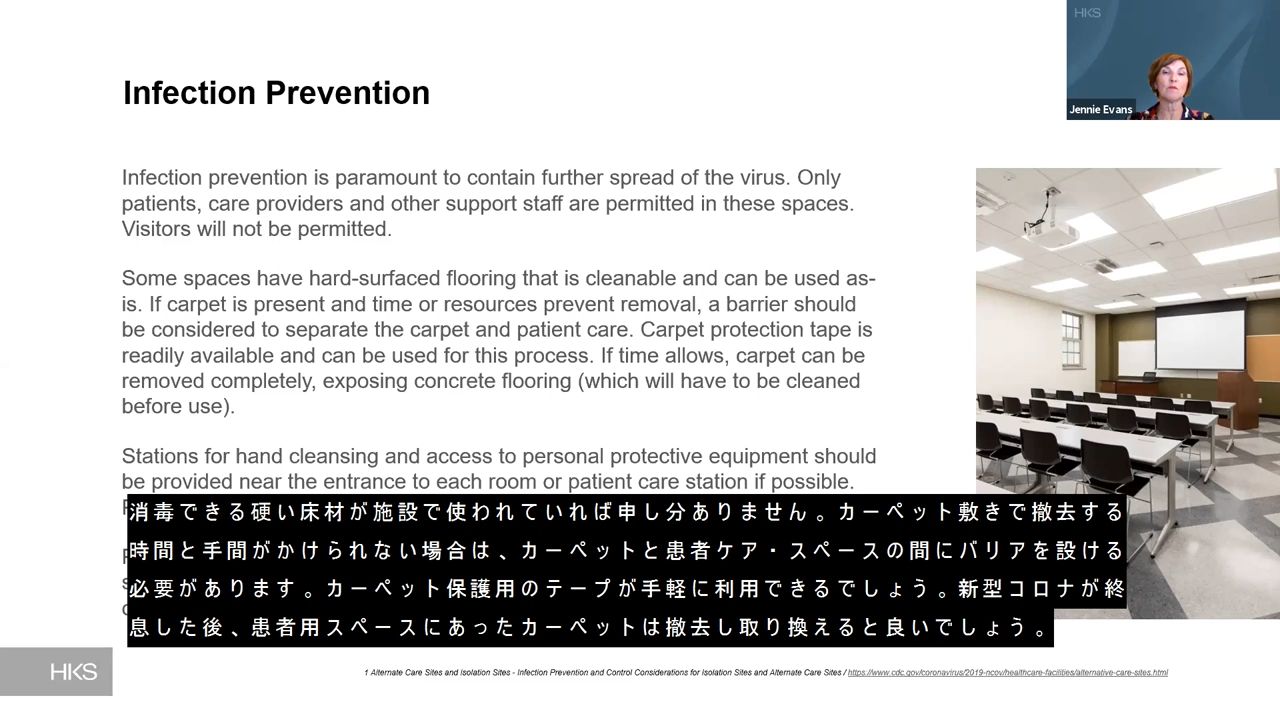 HKS
Jennie Evans
Infection Prevention
Infection prevention is paramount to contain further spread of the virus. Only
patients, care providers and other support staff are permitted in these spaces.
Visitors will not be permitted.
Some spaces have hard-surfaced flooring that is cleanable and can be used as-
is. If carpet is present and time or resources prevent removal, a barrier should
be considered to separate the carpet and patient care. Carpet protection tape is
readily available and can be used for this process. If time allows, carpet can be
removed completely, exposing concrete flooring (which will have to be cleaned
before use).
Stations for hand cleansing and access to personal protective equipment should
be provided near the entrance to each room or patient care station if possible.
消毒できる硬い床材が施設で使われていれば申し分ありません。カーペット敷きで撤去する
時間と手間がかけられない場合は、カーペットと患者ケア・スペースの間にバリアを設ける
必要があります。カーペット保護用のテープが手軽に利用できるでしょう。新型コロナが終
息した後、患者用スペースにあったカーペットは撤去し取り換えると良いでしょう。
HKS
1 Alternate Care Sites and Isolation Sites - Infection Prevention and Control Considerations for Isolation Sites and Alternate Care Sites / https://www.cdc.gov/coronavirus/2019-ncov/healthcare-facilities/alternative-care-sites.html